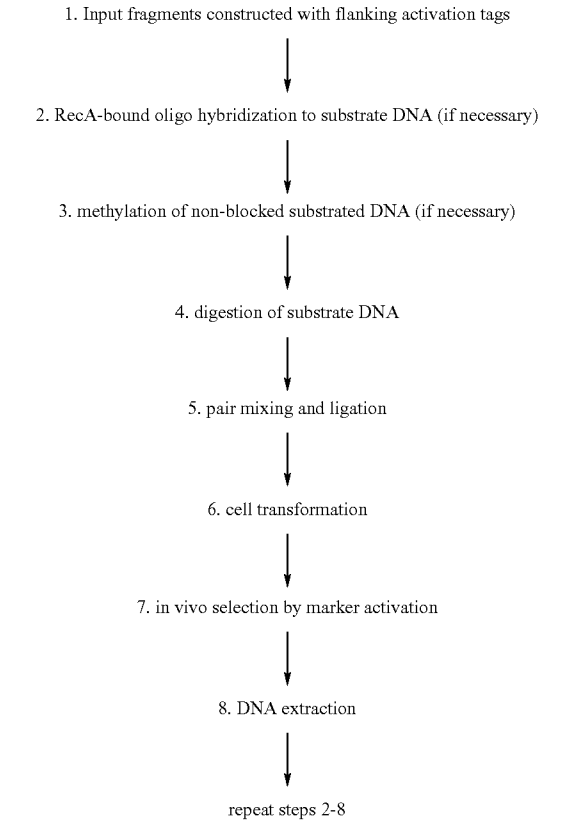 1. Input fragments constructed with flanking activation tags
2. RecA-bound oligo hybridization to substrate DNA (if necessary)
3. methylation of non-blocked substrated DNA (if necessary)
4. digestion of substrate DNA
5. pair mixing and ligation
6. cell transformation
7. in vivo selection by marker activation
8. DNA extraction
repeat steps 2-8